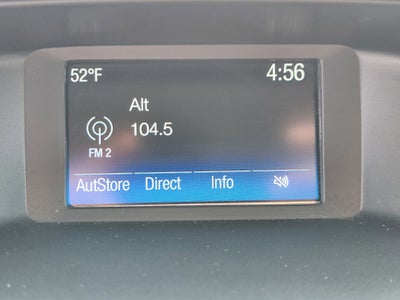 52°F 4:56
Alt
104.5
FM 2
AutStore Direct Info